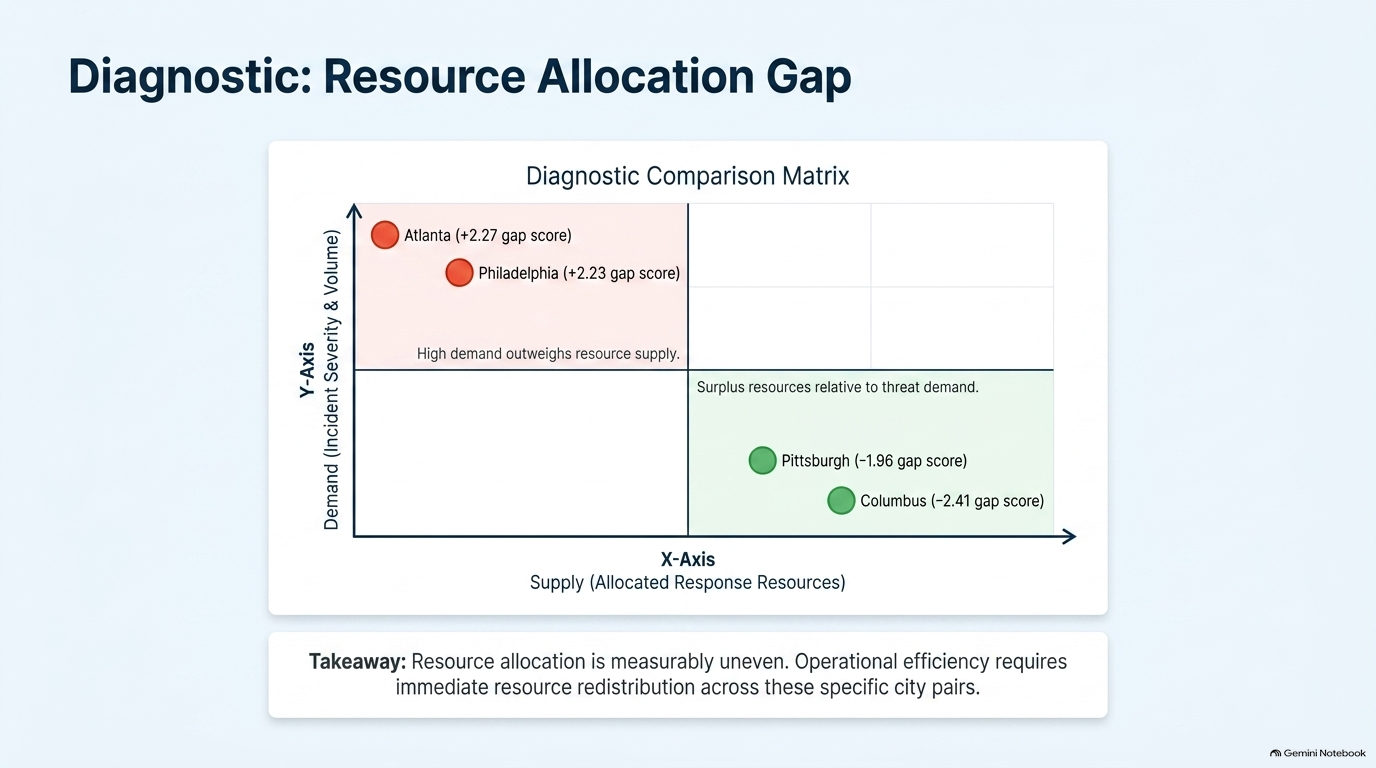 Diagnostic: Resource Allocation Gap
Diagnostic Comparison Matrix
Y-Axis
Demand (Incident Severity & Volume)
Atlanta (+2.27 gap score)
Philadelphia (+2.23 gap score)
High demand outweighs resource supply.
Surplus resources relative to threat demand.
Pittsburgh (−1.96 gap score)
Columbus (−2.41 gap score)
X-Axis
Supply (Allocated Response Resources)
Takeaway: Resource allocation is measurably uneven. Operational efficiency requires
immediate resource redistribution across these specific city pairs.
Gemini Notebook